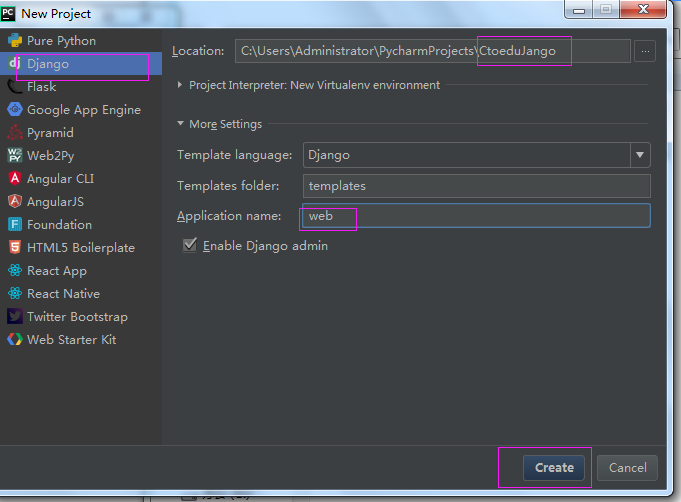 PC New Project
Pure Python
dj Django
Flask
Google App Engine
Pyramid
Web2Py
Angular CLI
AngularJS
Foundation
HTML5 Boilerplate
React App
React Native
Twitter Bootstrap
Web Starter Kit
Location: C:\Users\Administrator\PycharmProjects\CtoeduJango ...
Project Interpreter: New Virtualenv environment
More Settings
Template language: Django
Templates folder: templates
Application name: web
Enable Django admin
Create Cancel